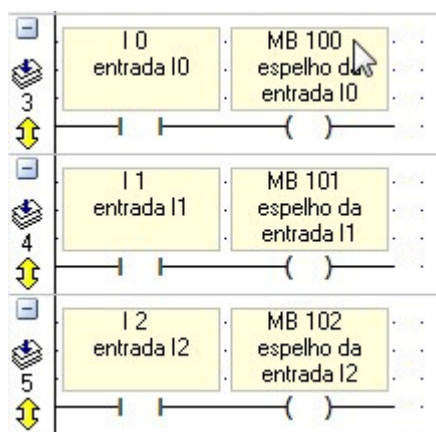 I 0
entrada I0
MB 100
espelho da
entrada I0
3
I 1
entrada I1
MB 101
espelho da
entrada I1
4
I 2
entrada I2
MB 102
espelho da
entrada I2
5